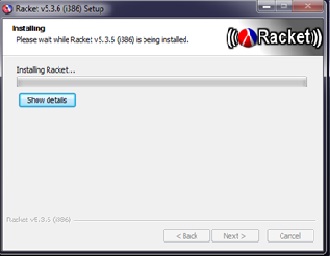 Racket v5.3.6 (i386) Setup
Installing
Please wait while Racket v5.3.6 (i386) is being installed.
((( Racket)))
Installing Racket...
Show details
Racket v5.3.6 (i386)
< Back
Next >
Cancel